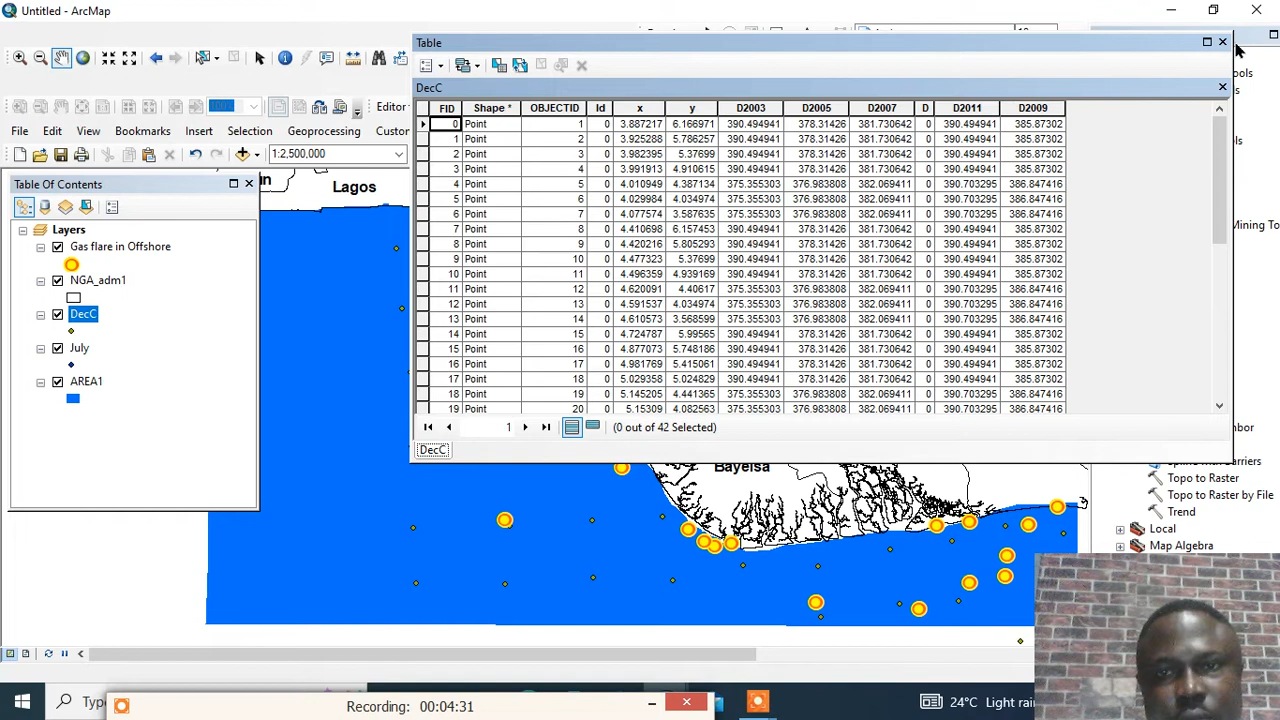 Untitled - ArcMap
Table
Editor
File Edit View Bookmarks Insert Selection Geoprocessing Custom
1:2,500,000
Table Of Contents
Layers
Gas flare in Offshore
NGA_adm1
DecC
July
AREA1
Lagos
DecC
FID Shape * OBJECTID Id x y D2003 D2005 D2007 D D2011 D2009
0 Point 1 0 3.887217 6.166971 390.494941 378.31426 381.730642 0 390.494941 385.87302
1 Point 2 0 3.925288 5.786257 390.494941 378.31426 381.730642 0 390.494941 385.87302
2 Point 3 0 3.982395 5.37699 390.494941 378.31426 381.730642 0 390.494941 385.87302
3 Point 4 0 3.991913 4.910615 390.494941 378.31426 381.730642 0 390.494941 385.87302
4 Point 5 0 4.010949 4.387134 375.355303 376.983808 382.069411 0 390.703295 386.847416
5 Point 6 0 4.029984 4.034974 375.355303 376.983808 382.069411 0 390.703295 386.847416
6 Point 7 0 4.077574 3.587635 375.355303 376.983808 382.069411 0 390.703295 386.847416
7 Point 8 0 4.410698 6.157453 390.494941 378.31426 381.730642 0 390.494941 385.87302
8 Point 9 0 4.420216 5.805293 390.494941 378.31426 381.730642 0 390.494941 385.87302
9 Point 10 0 4.477323 5.37699 390.494941 378.31426 381.730642 0 390.494941 385.87302
10 Point 11 0 4.496359 4.939169 390.494941 378.31426 381.730642 0 390.494941 385.87302
11 Point 12 0 4.620091 4.40617 375.355303 376.983808 382.069411 0 390.703295 386.847416
12 Point 13 0 4.591537 4.034974 375.355303 376.983808 382.069411 0 390.703295 386.847416
13 Point 14 0 4.610573 3.568599 375.355303 376.983808 382.069411 0 390.703295 386.847416
14 Point 15 0 4.724787 5.99565 390.494941 378.31426 381.730642 0 390.494941 385.87302
15 Point 16 0 4.877073 5.748186 390.494941 378.31426 381.730642 0 390.494941 385.87302
16 Point 17 0 4.981769 5.415061 390.494941 378.31426 381.730642 0 390.494941 385.87302
17 Point 18 0 5.029358 5.024829 390.494941 378.31426 381.730642 0 390.494941 385.87302
18 Point 19 0 5.145205 4.441365 375.355303 376.983808 382.069411 0 390.703295 386.847416
19 Point 20 0 5.15309 4.082563 375.355303 376.983808 382.069411 0 390.703295 386.847416
1 (0 out of 42 Selected)
DecC
Bayelsa
Mining To
Topo to Raster
Topo to Raster by File
Trend
Local
Map Algebra
Recording: 00:04:31
24°C Light rai